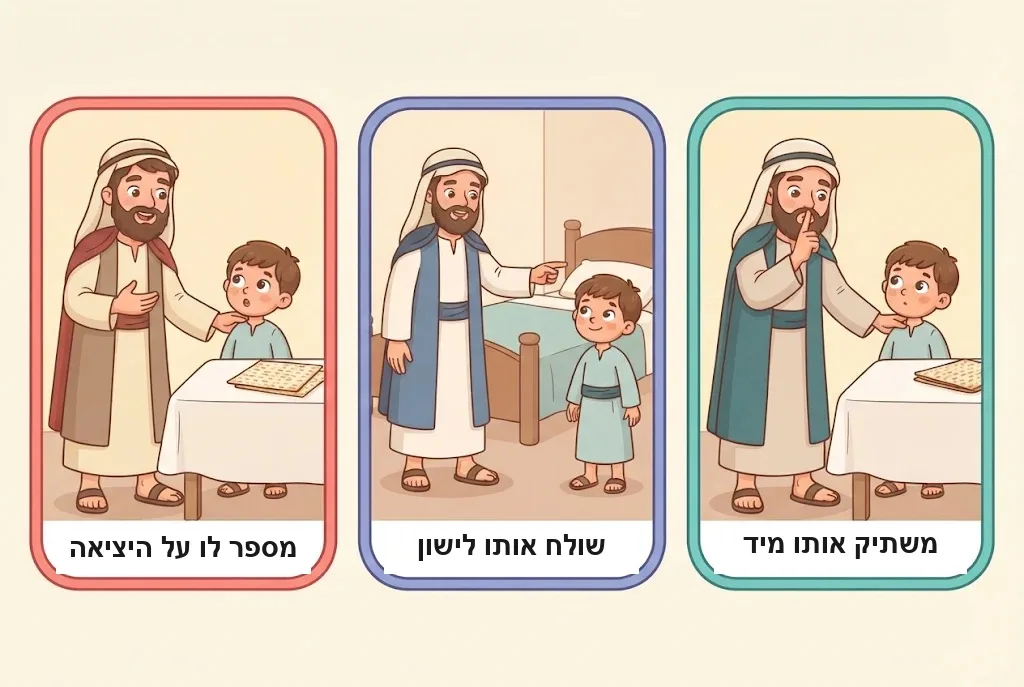 משתיק אותו מיד
שולח אותו לישון
מספר לו על היציאה